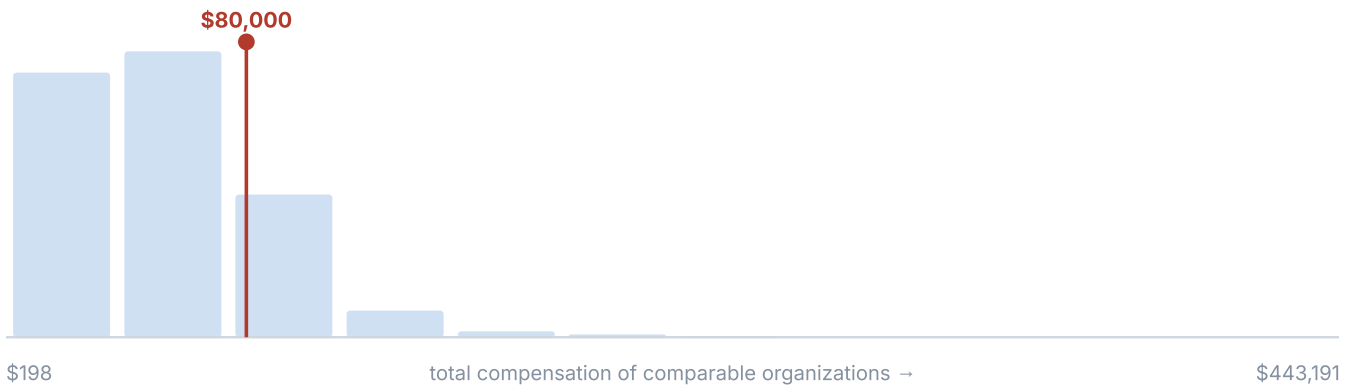 $80,000
$198 total compensation of comparable organizations → $443,191